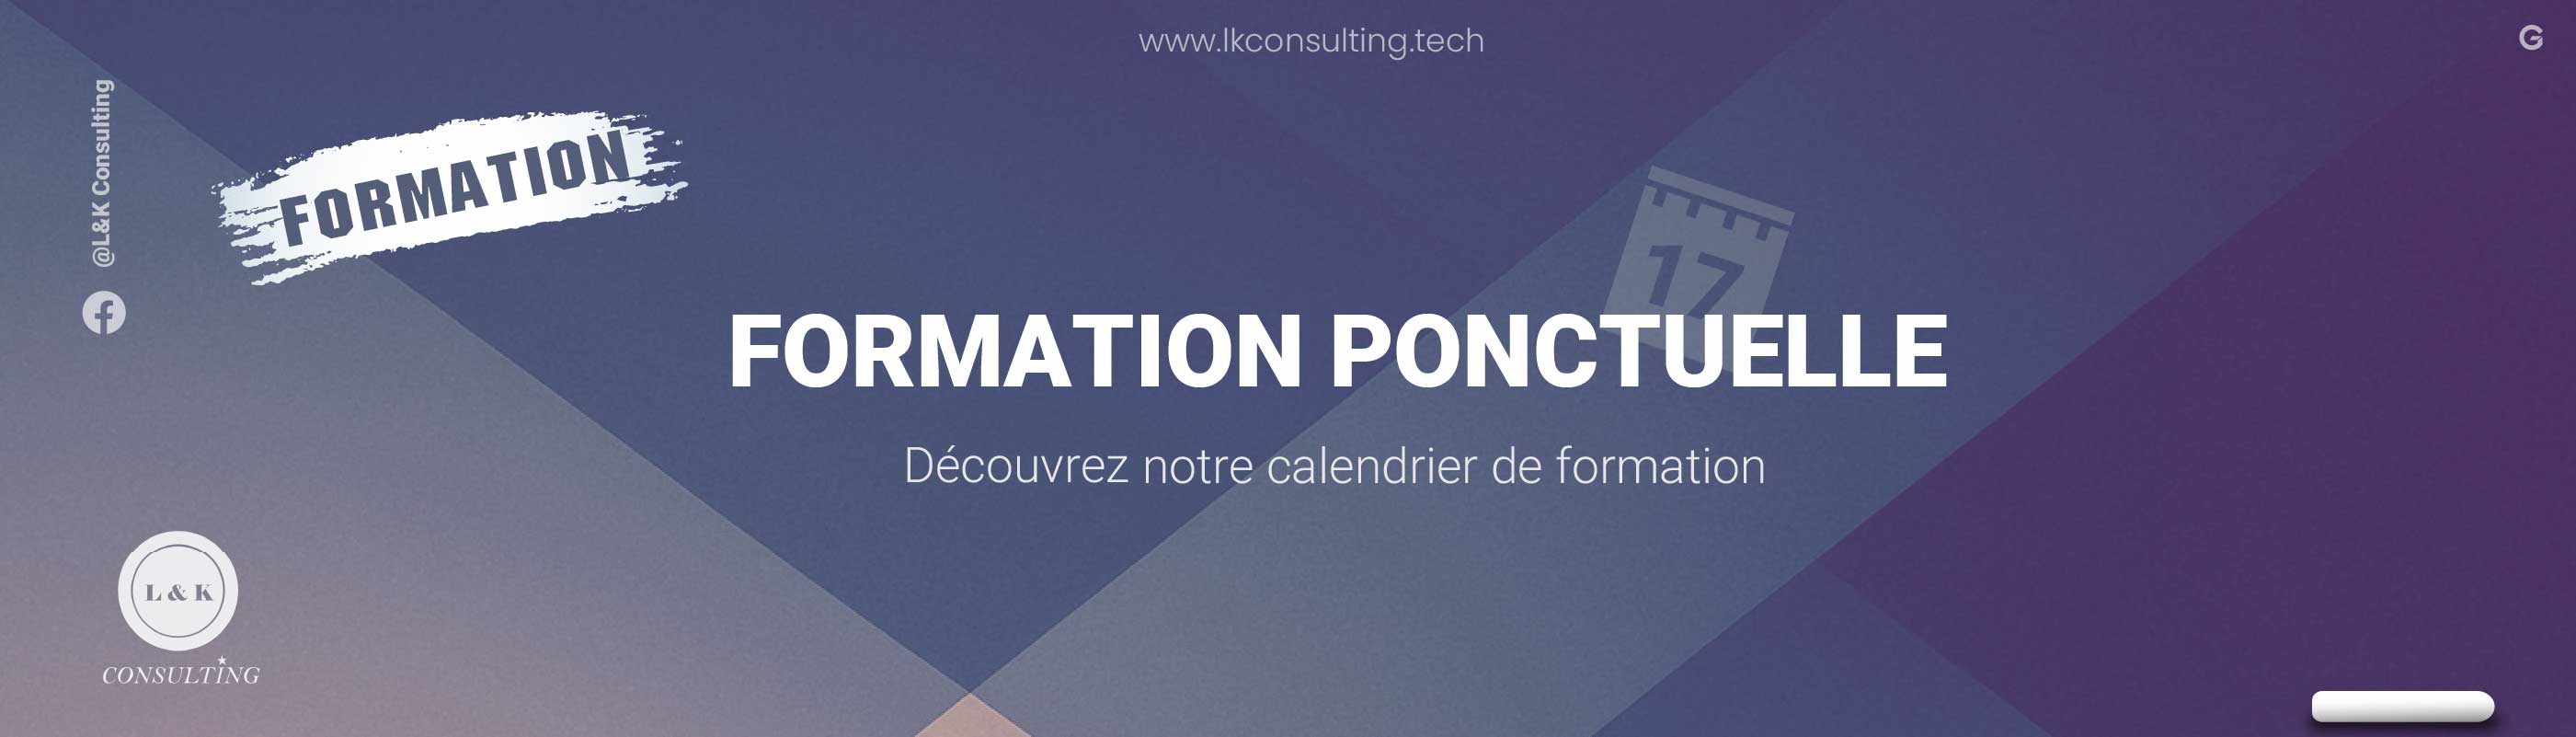 www.lkconsulting.tech
G
@L&K Consulting
FORMATION
17
FORMATION PONCTUELLE
Découvrez notre calendrier de formation
L & K
CONSULTING